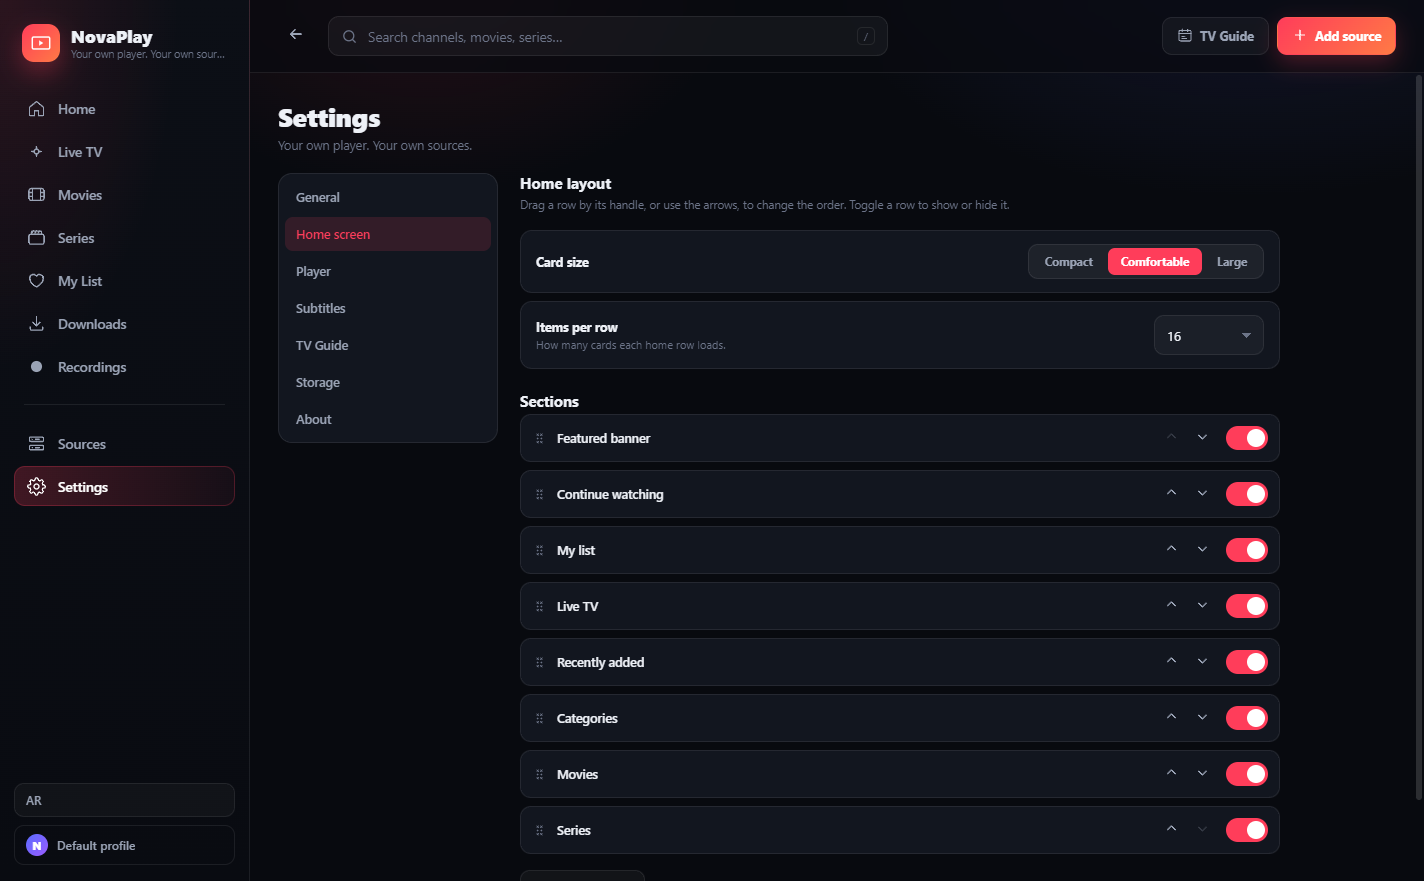 NovaPlay
Your own player. Your own sour...
Search channels, movies, series...
/
TV Guide
Add source
Home
Live TV
Movies
Series
My List
Downloads
Recordings
Sources
Settings
AR
N
Default profile
Settings
Your own player. Your own sources.
General
Home screen
Player
Subtitles
TV Guide
Storage
About
Home layout
Drag a row by its handle, or use the arrows, to change the order. Toggle a row to show or hide it.
Card size
Compact
Comfortable
Large
Items per row
How many cards each home row loads.
16
Sections
Featured banner
Continue watching
My list
Live TV
Recently added
Categories
Movies
Series